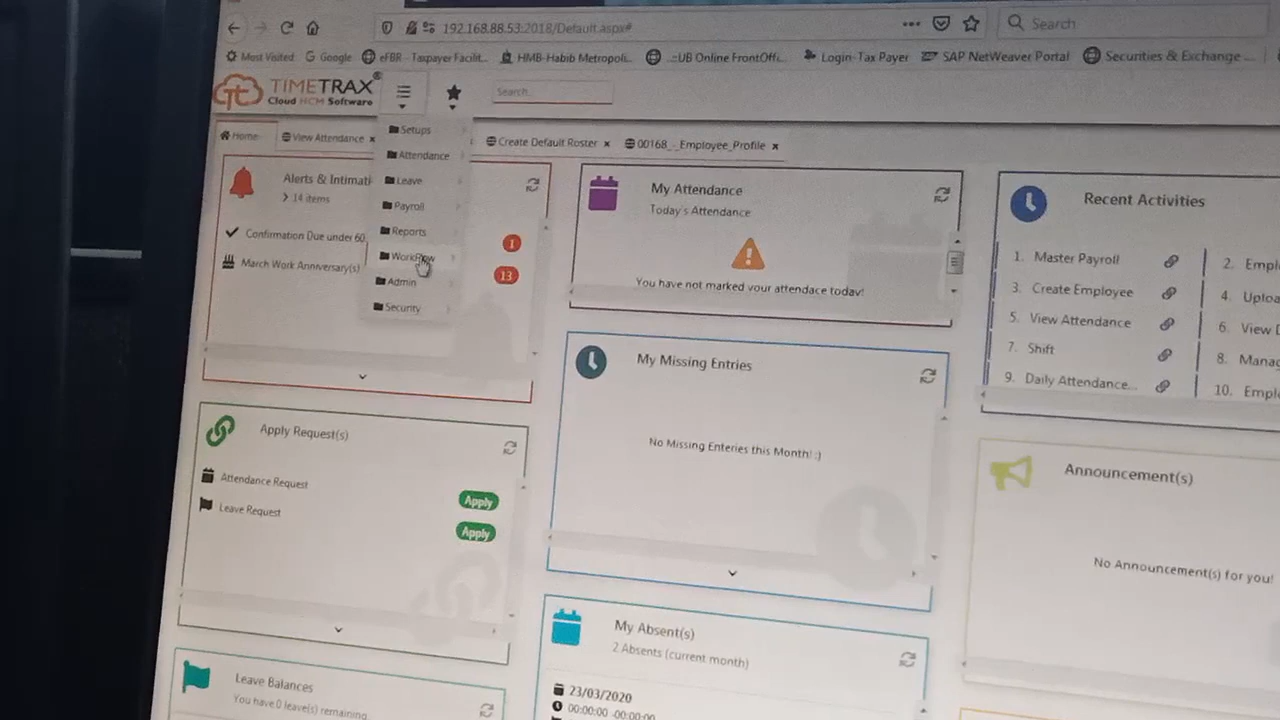 192.168.88.53:2018/Default.aspx#
Search
Most Visited Google eFBR - Taxpayer Facilit... HMB-Habib Metropoli... .::UB Online FrontOffi... Login-Tax Payer SAP NetWeaver Portal Securities & Exchange ...
TIMETRAX®
Cloud HCM Software
Search...
Home
View Attendance
Create Default Roster
00168_-_Employee_Profile
Setups
Attendance
Leave
Payroll
Reports
Workflow
Admin
Security
Alerts & Intimati
14 items
Confirmation Due under 60
1
March Work Anniversary(s)
13
My Attendance
Today's Attendance
You have not marked your attendace today!
Recent Activities
1. Master Payroll
2. Empl
3. Create Employee
4. Uploa
5. View Attendance
6. View D
7. Shift
8. Manag
9. Daily Attendance...
10. Empl
My Missing Entries
No Missing Enteries this Month! :)
Apply Request(s)
Attendance Request
Apply
Leave Request
Apply
Announcement(s)
No Announcement(s) for you!
My Absent(s)
2 Absents (current month)
23/03/2020
00:00:00 -00:00:00
Leave Balances
You have 0 leave(s) remaining